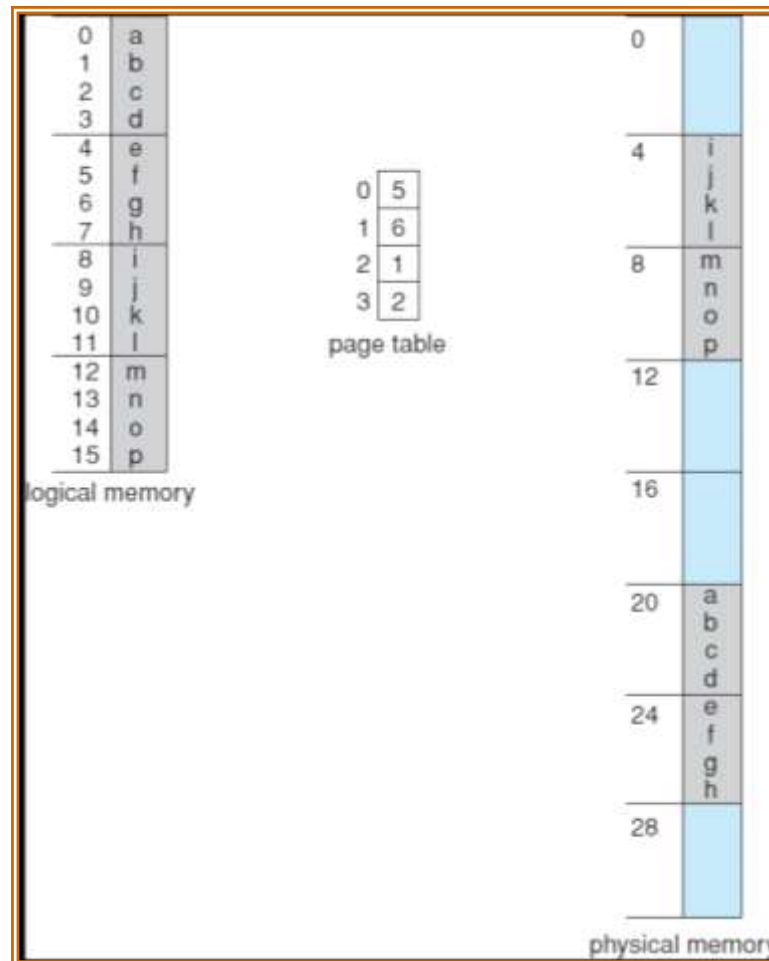 0 a
1 b
2 c
3 d
4 e
5 f
6 g
7 h
8 i
9 j
10 k
11 l
12 m
13 n
14 o
15 p
logical memory
0 5
1 6
2 1
3 2
page table
0
4 i
j
k
l
8 m
n
o
p
12
16
20 a
b
c
d
24 e
f
g
h
28
physical memory